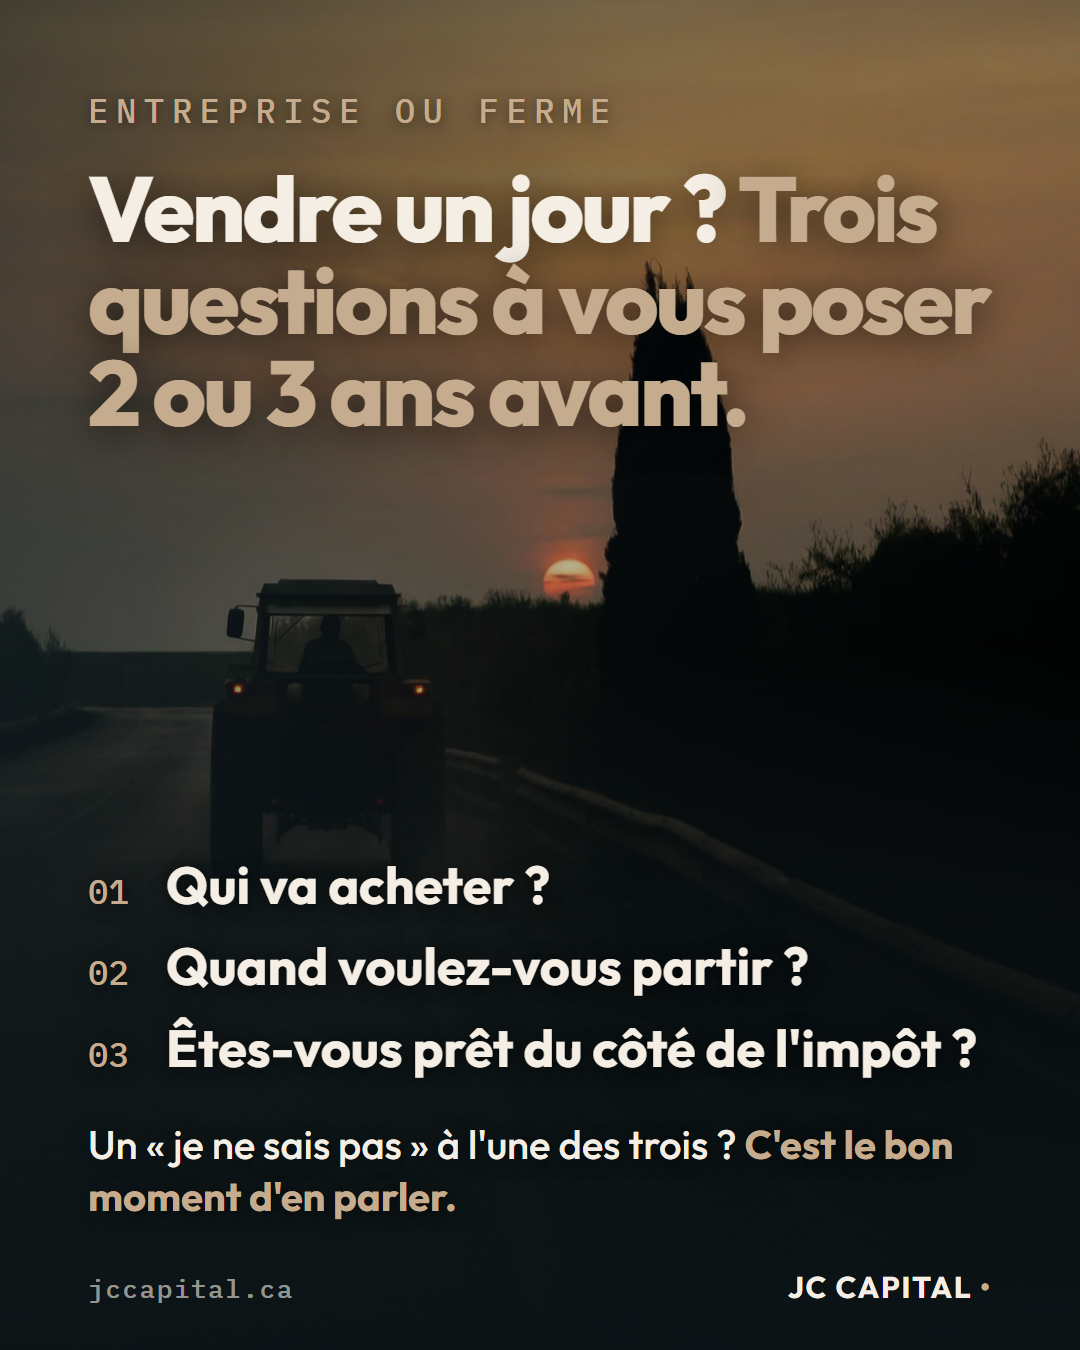 ENTREPRISE OU FERME
Vendre un jour ? Trois
questions à vous poser
2 ou 3 ans avant.
01 Qui va acheter ?
02 Quand voulez-vous partir ?
03 Êtes-vous prêt du côté de l'impôt ?
Un « je ne sais pas » à l'une des trois ? C'est le bon
moment d'en parler.
jccapital.ca
JC CAPITAL •